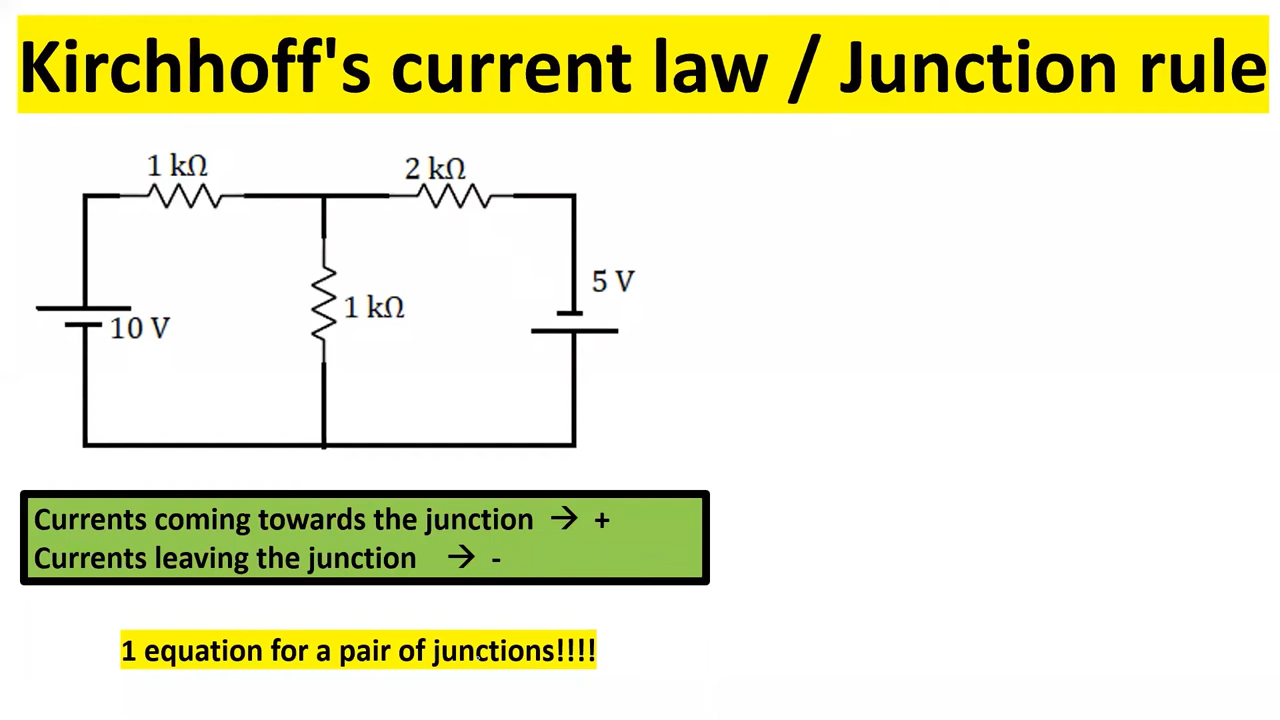 Kirchhoff's current law / Junction rule
1 kΩ
2 kΩ
5 V
1 kΩ
10 V
Currents coming towards the junction → +
Currents leaving the junction → -
1 equation for a pair of junctions!!!!